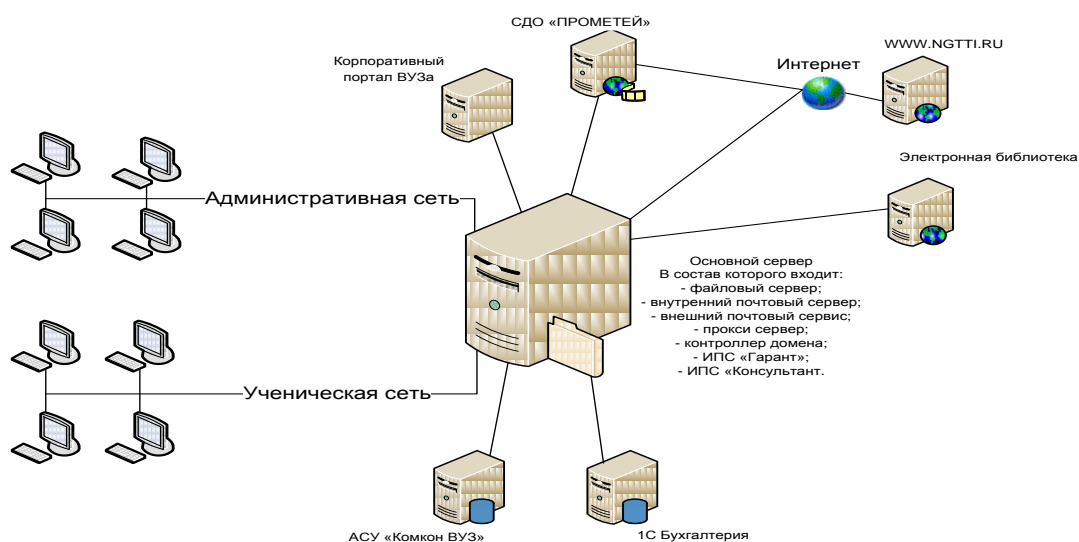 СДО «ПРОМЕТЕЙ»
WWW.NGTTI.RU
Корпоративный
портал ВУЗа
Интернет
Электронная библиотека
Административная сеть
Основной сервер
В состав которого входит:
- файловый сервер;
- внутренний почтовый сервер;
- внешний почтовый сервис;
- прокси сервер;
- контроллер домена;
- ИПС «Гарант»;
- ИПС «Консультант.
Ученическая сеть
АСУ «Комкон ВУЗ»
1С Бухгалтерия